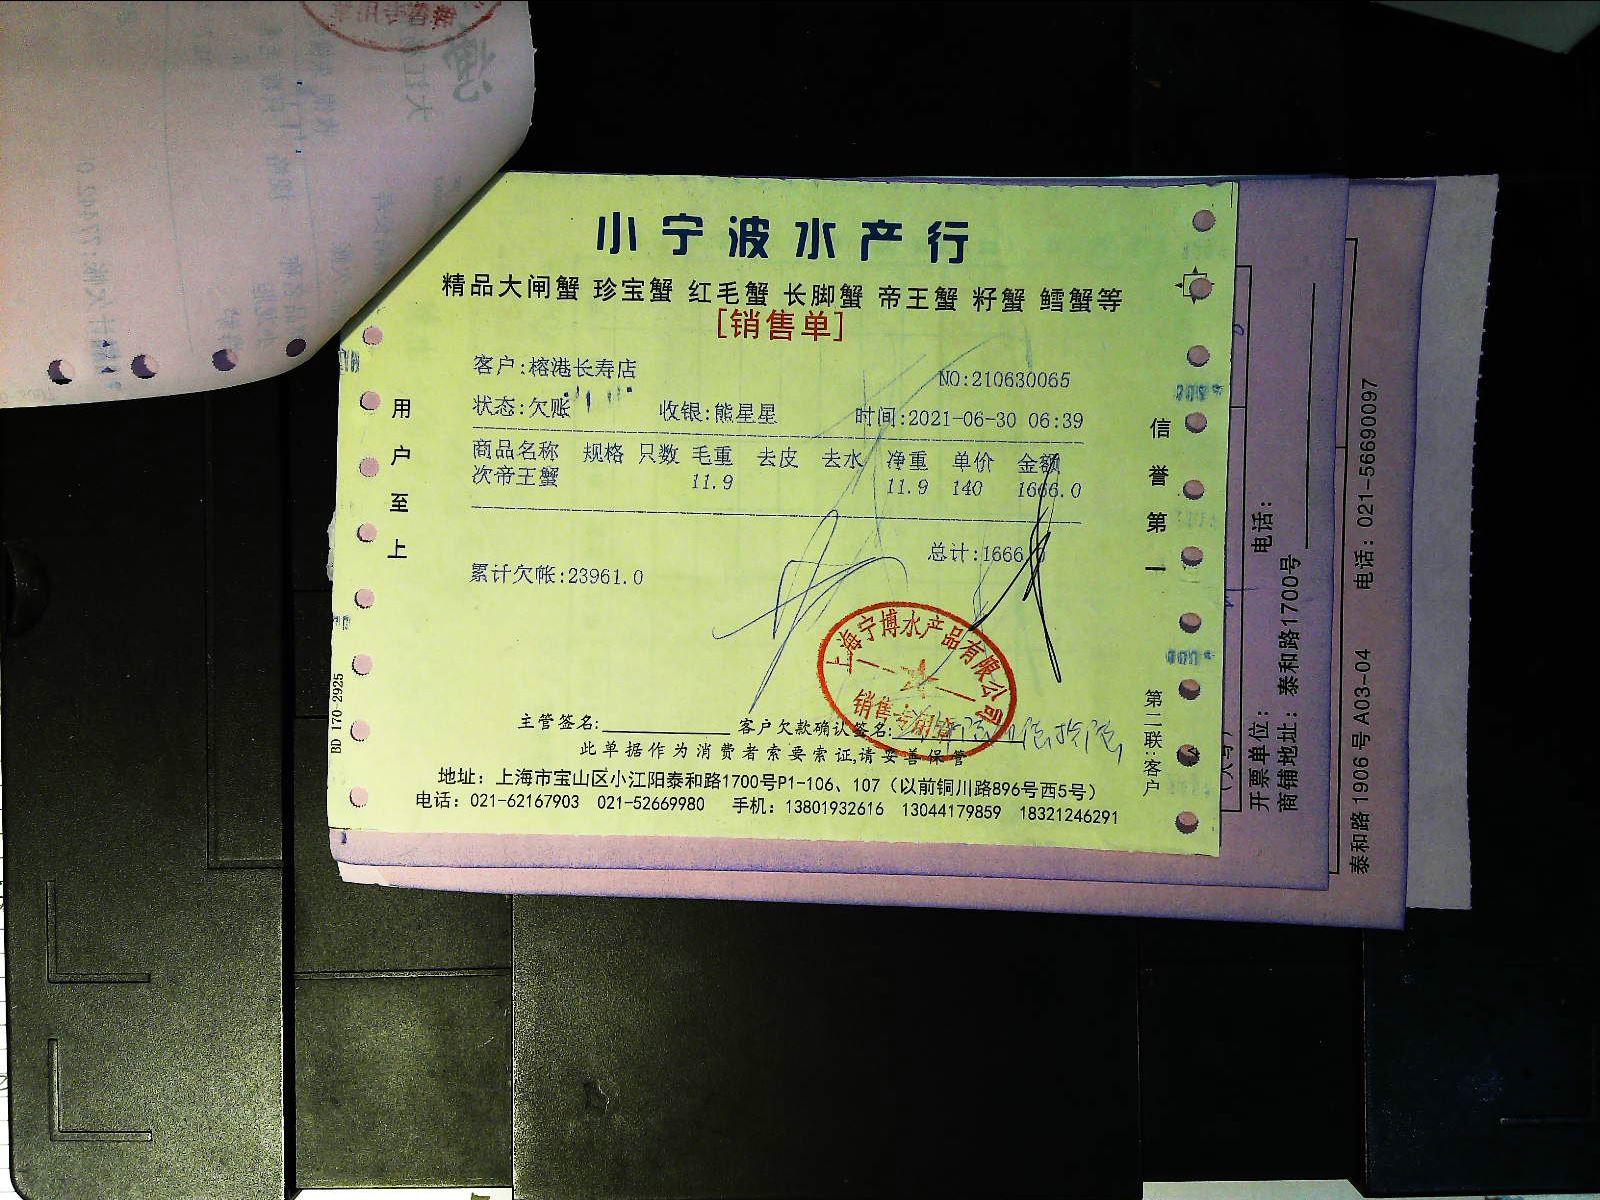 小宁波水产行
精品大闸蟹 珍宝蟹 红毛蟹 长脚蟹 帝王蟹 籽蟹 鳕蟹等
[销售单]
客户:榕港长寿店
NO:210630065
状态:欠账 收银:熊星星 时间:2021-06-30 06:39
商品名称 规格 只数 毛重 去皮 去水 净重 单价 金额
次帝王蟹 11.9 11.9 140 1666.0
总计:1666
累计欠帐:23961.0
用户至上
信誉第一
第二联:客户
BD 170-2925
上海宁博水产品有限公司
销售专用章
主管签名: 客户欠款确认签名:
此单据作为消费者索要索证,请妥善保管
地址：上海市宝山区小江阳泰和路1700号P1-106、107（以前铜川路896号西5号）
电话：021-62167903 021-52669980 手机：13801932616 13044179859 18321246291
电话：
开票单位：
商铺地址： 泰和路1700号
泰和路1906号A03-04 电话：021-56690097